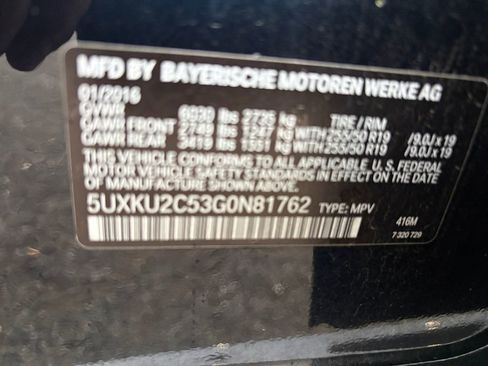 MFD BY BAYERISCHE MOTOREN WERKE AG
01/2016
GVWR 6030 lbs 2735 kg TIRE / RIM
GAWR FRONT 2749 lbs 1247 kg WITH 255/50 R19 /9.0J x 19
GAWR REAR 3419 lbs 1551 kg WITH 255/50 R19 /9.0J x 19
THIS VEHICLE CONFORMS TO ALL APPLICABLE U.S. FEDERAL
MOTOR VEHICLE SAFETY STANDARDS IN EFFECT ON THE
DATE OF MANUFACTURE SHOWN ABOVE.
5UXKU2C53G0N81762 TYPE: MPV
416M
7 320 729